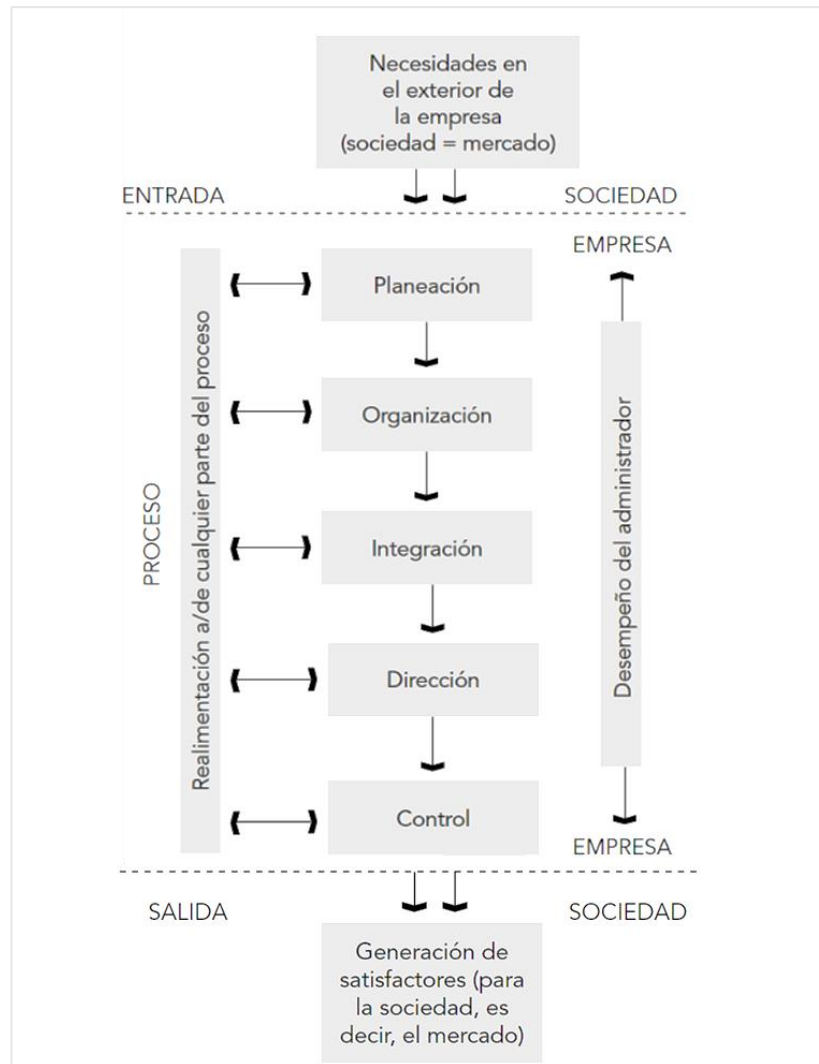 Necesidades en
el exterior de
la empresa
(sociedad = mercado)
ENTRADA
SOCIEDAD
EMPRESA
PROCESO
Realimentación a/de cualquier parte del proceso
Planeación
Organización
Integración
Dirección
Control
Desempeño del administrador
EMPRESA
SALIDA
SOCIEDAD
Generación de
satisfactores (para
la sociedad, es
decir, el mercado)